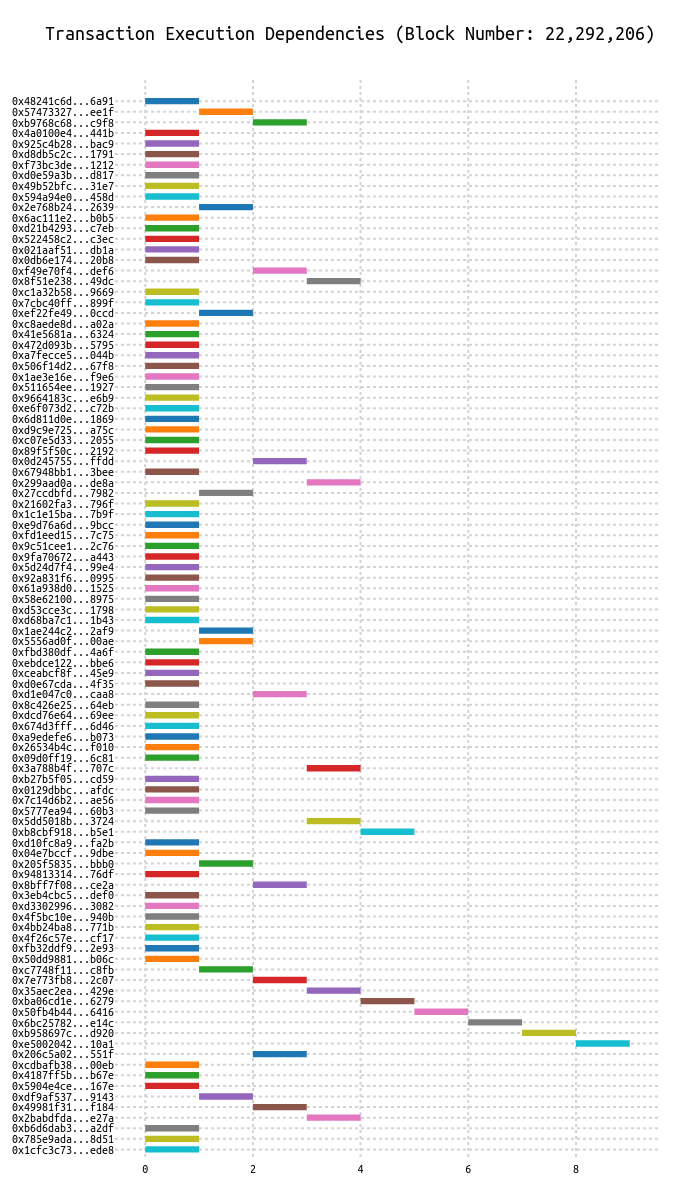 Transaction Execution Dependencies (Block Number: 22,292,206)
0x48241c6d...6a91
0x57473327...ee1f
0xb9768c68...c9f8
0x4a0100e4...441b
0x925c4b28...bac9
0xd8db5c2c...1791
0xf73bc3de...1212
0xd0e59a3b...d817
0x49b52bfc...31e7
0x594a94e0...458d
0x2e768b24...2639
0x6ac111e2...b0b5
0xd21b4293...c7eb
0x522458c2...c3ec
0x021aaf51...db1a
0x0db6e174...20b8
0xf49e70f4...def6
0x8f51e238...49dc
0xc1a32b58...9669
0x7cbc40ff...899f
0xef22fe49...0ccd
0xc8aede8d...a02a
0x41e5681a...6324
0x472d093b...5795
0xa7fecce5...044b
0x506f14d2...67f8
0x1ae3e16e...f9e6
0x511654ee...1927
0x9664183c...e6b9
0xe6f073d2...c72b
0x6d811d0e...1869
0xd9c9e725...a75c
0xc07e5d33...2055
0x89f5f50c...2192
0x0d245755...ffdd
0x67948bb1...3bee
0x299aad0a...de8a
0x27ccdbfd...7982
0x21602fa3...796f
0x1c1e15ba...7b9f
0xe9d76a6d...9bcc
0xfd1eed15...7c75
0x9c51cee1...2c76
0x9fa70672...a443
0x5d24d7f4...99e4
0x92a831f6...0995
0x61a938d0...1525
0x58e62100...8975
0xd53cce3c...1798
0xd68ba7c1...1b43
0x1ae244c2...2af9
0x5556ad0f...00ae
0xfbd380df...4a6f
0xebdce122...bbe6
0xceabcf8f...45e9
0xd0e67cda...4f35
0xd1e047c0...caa8
0x8c426e25...64eb
0xdcd76e64...69ee
0x674d3fff...6d46
0xa9edefe6...b073
0x26534b4c...f010
0x09d0ff19...6c81
0x3a788b4f...707c
0xb27b5f05...cd59
0x0129dbbc...afdc
0x7c14d6b2...ae56
0x5777ea94...60b3
0x5dd5018b...3724
0xb8cbf918...b5e1
0xd10fc8a9...fa2b
0x04e7bccf...9dbe
0x205f5835...bbb0
0x94813314...76df
0x8bff7f08...ce2a
0x3eb4cbc5...def0
0xd3302996...3082
0x4f5bc10e...940b
0x4bb24ba8...771b
0x4f26c57e...cf17
0xfb32ddf9...2e93
0x50dd9881...b06c
0xc7748f11...c8fb
0x7e773fb8...2c07
0x35aec2ea...429e
0xba06cd1e...6279
0x50fb4b44...6416
0x6bc25782...e14c
0xb958697c...d920
0xe5002042...10a1
0x206c5a02...551f
0xcdbafb38...00eb
0x4187ff5b...b67e
0x5904e4ce...167e
0xdf9af537...9143
0x49981f31...f184
0x2babdfda...e27a
0xb6d6dab3...a2df
0x785e9ada...8d51
0x1cfc3c73...ede8
0 2 4 6 8